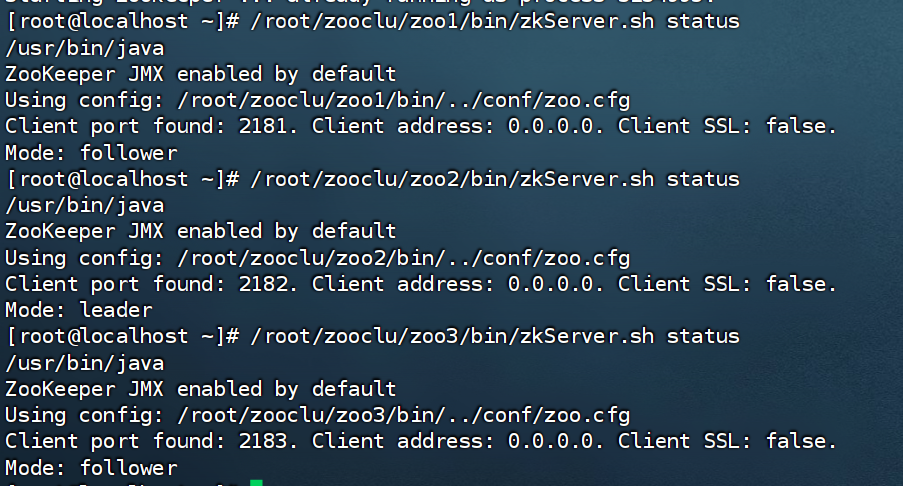 [root@localhost ~]# /root/zooclu/zoo1/bin/zkServer.sh status
/usr/bin/java
ZooKeeper JMX enabled by default
Using config: /root/zooclu/zoo1/bin/../conf/zoo.cfg
Client port found: 2181. Client address: 0.0.0.0. Client SSL: false.
Mode: follower
[root@localhost ~]# /root/zooclu/zoo2/bin/zkServer.sh status
/usr/bin/java
ZooKeeper JMX enabled by default
Using config: /root/zooclu/zoo2/bin/../conf/zoo.cfg
Client port found: 2182. Client address: 0.0.0.0. Client SSL: false.
Mode: leader
[root@localhost ~]# /root/zooclu/zoo3/bin/zkServer.sh status
/usr/bin/java
ZooKeeper JMX enabled by default
Using config: /root/zooclu/zoo3/bin/../conf/zoo.cfg
Client port found: 2183. Client address: 0.0.0.0. Client SSL: false.
Mode: follower